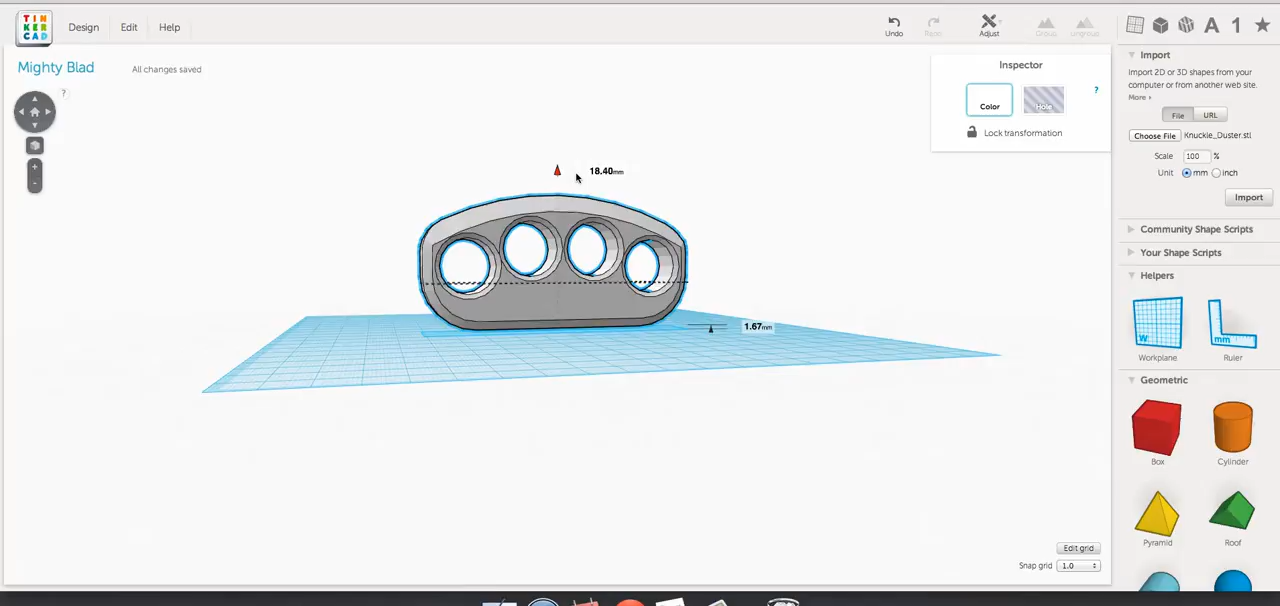 TIN
KER
CAD
Design
Edit
Help
Undo
Redo
Adjust
Group
Ungroup
A
1
Mighty Blad
All changes saved
?
Inspector
Color
Hole
?
Lock transformation
18.40mm
1.67mm
W
Edit grid
Snap grid 1.0
Import
Import 2D or 3D shapes from your
computer or from another web site.
More ›
File
URL
Choose File Knuckle_Duster.stl
Scale 100 %
Unit mm inch
Import
Community Shape Scripts
Your Shape Scripts
Helpers
mm
Workplane
Ruler
Geometric
Box
Cylinder
Pyramid
Roof